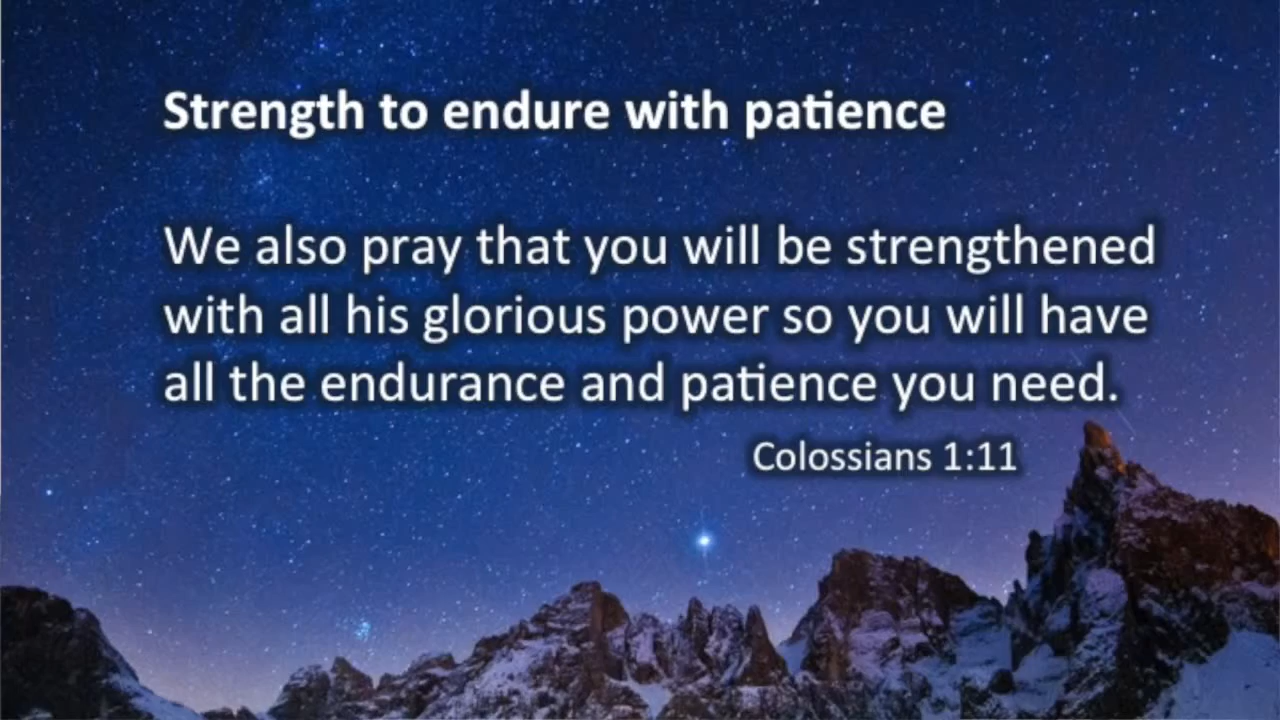 Strength to endure with patience
We also pray that you will be strengthened
with all his glorious power so you will have
all the endurance and patience you need.
Colossians 1:11